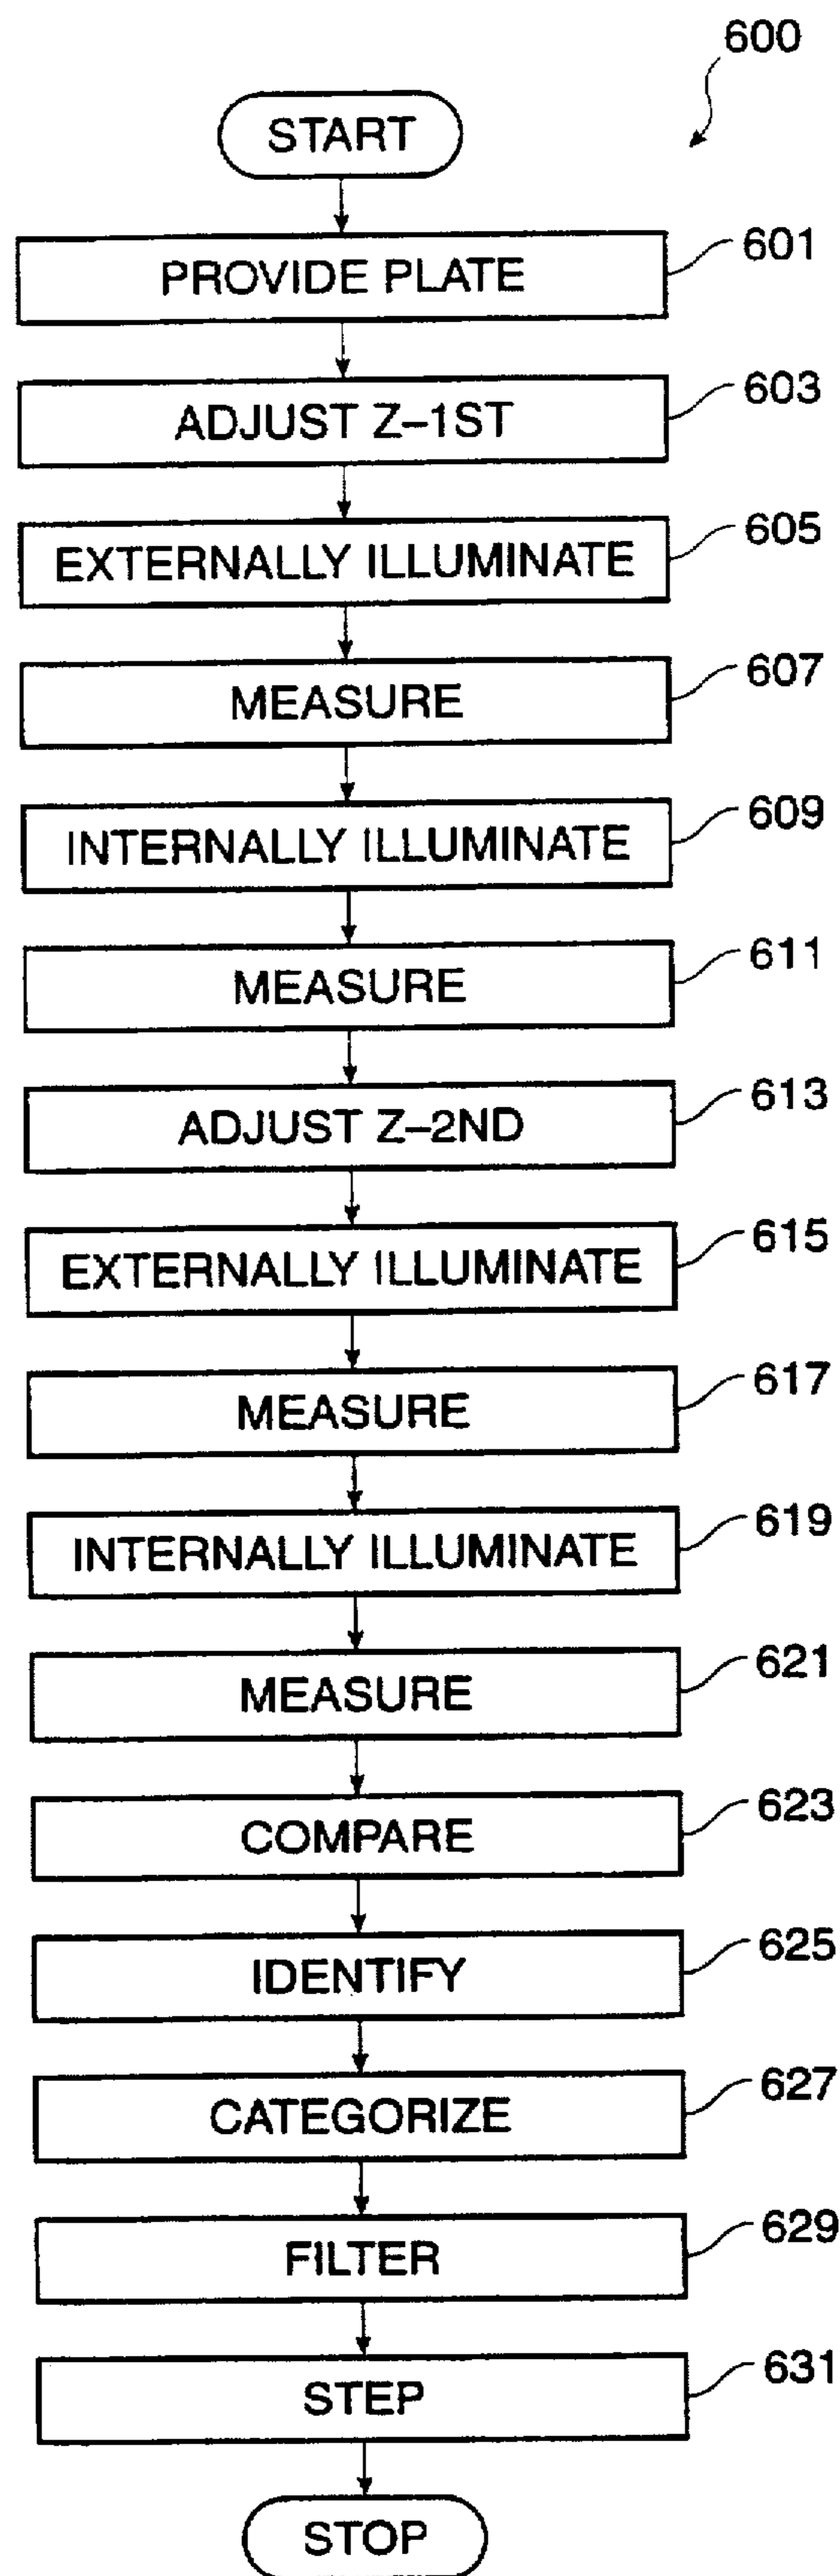 600
START
PROVIDE PLATE 601
ADJUST Z–1ST 603
EXTERNALLY ILLUMINATE 605
MEASURE 607
INTERNALLY ILLUMINATE 609
MEASURE 611
ADJUST Z–2ND 613
EXTERNALLY ILLUMINATE 615
MEASURE 617
INTERNALLY ILLUMINATE 619
MEASURE 621
COMPARE 623
IDENTIFY 625
CATEGORIZE 627
FILTER 629
STEP 631
STOP